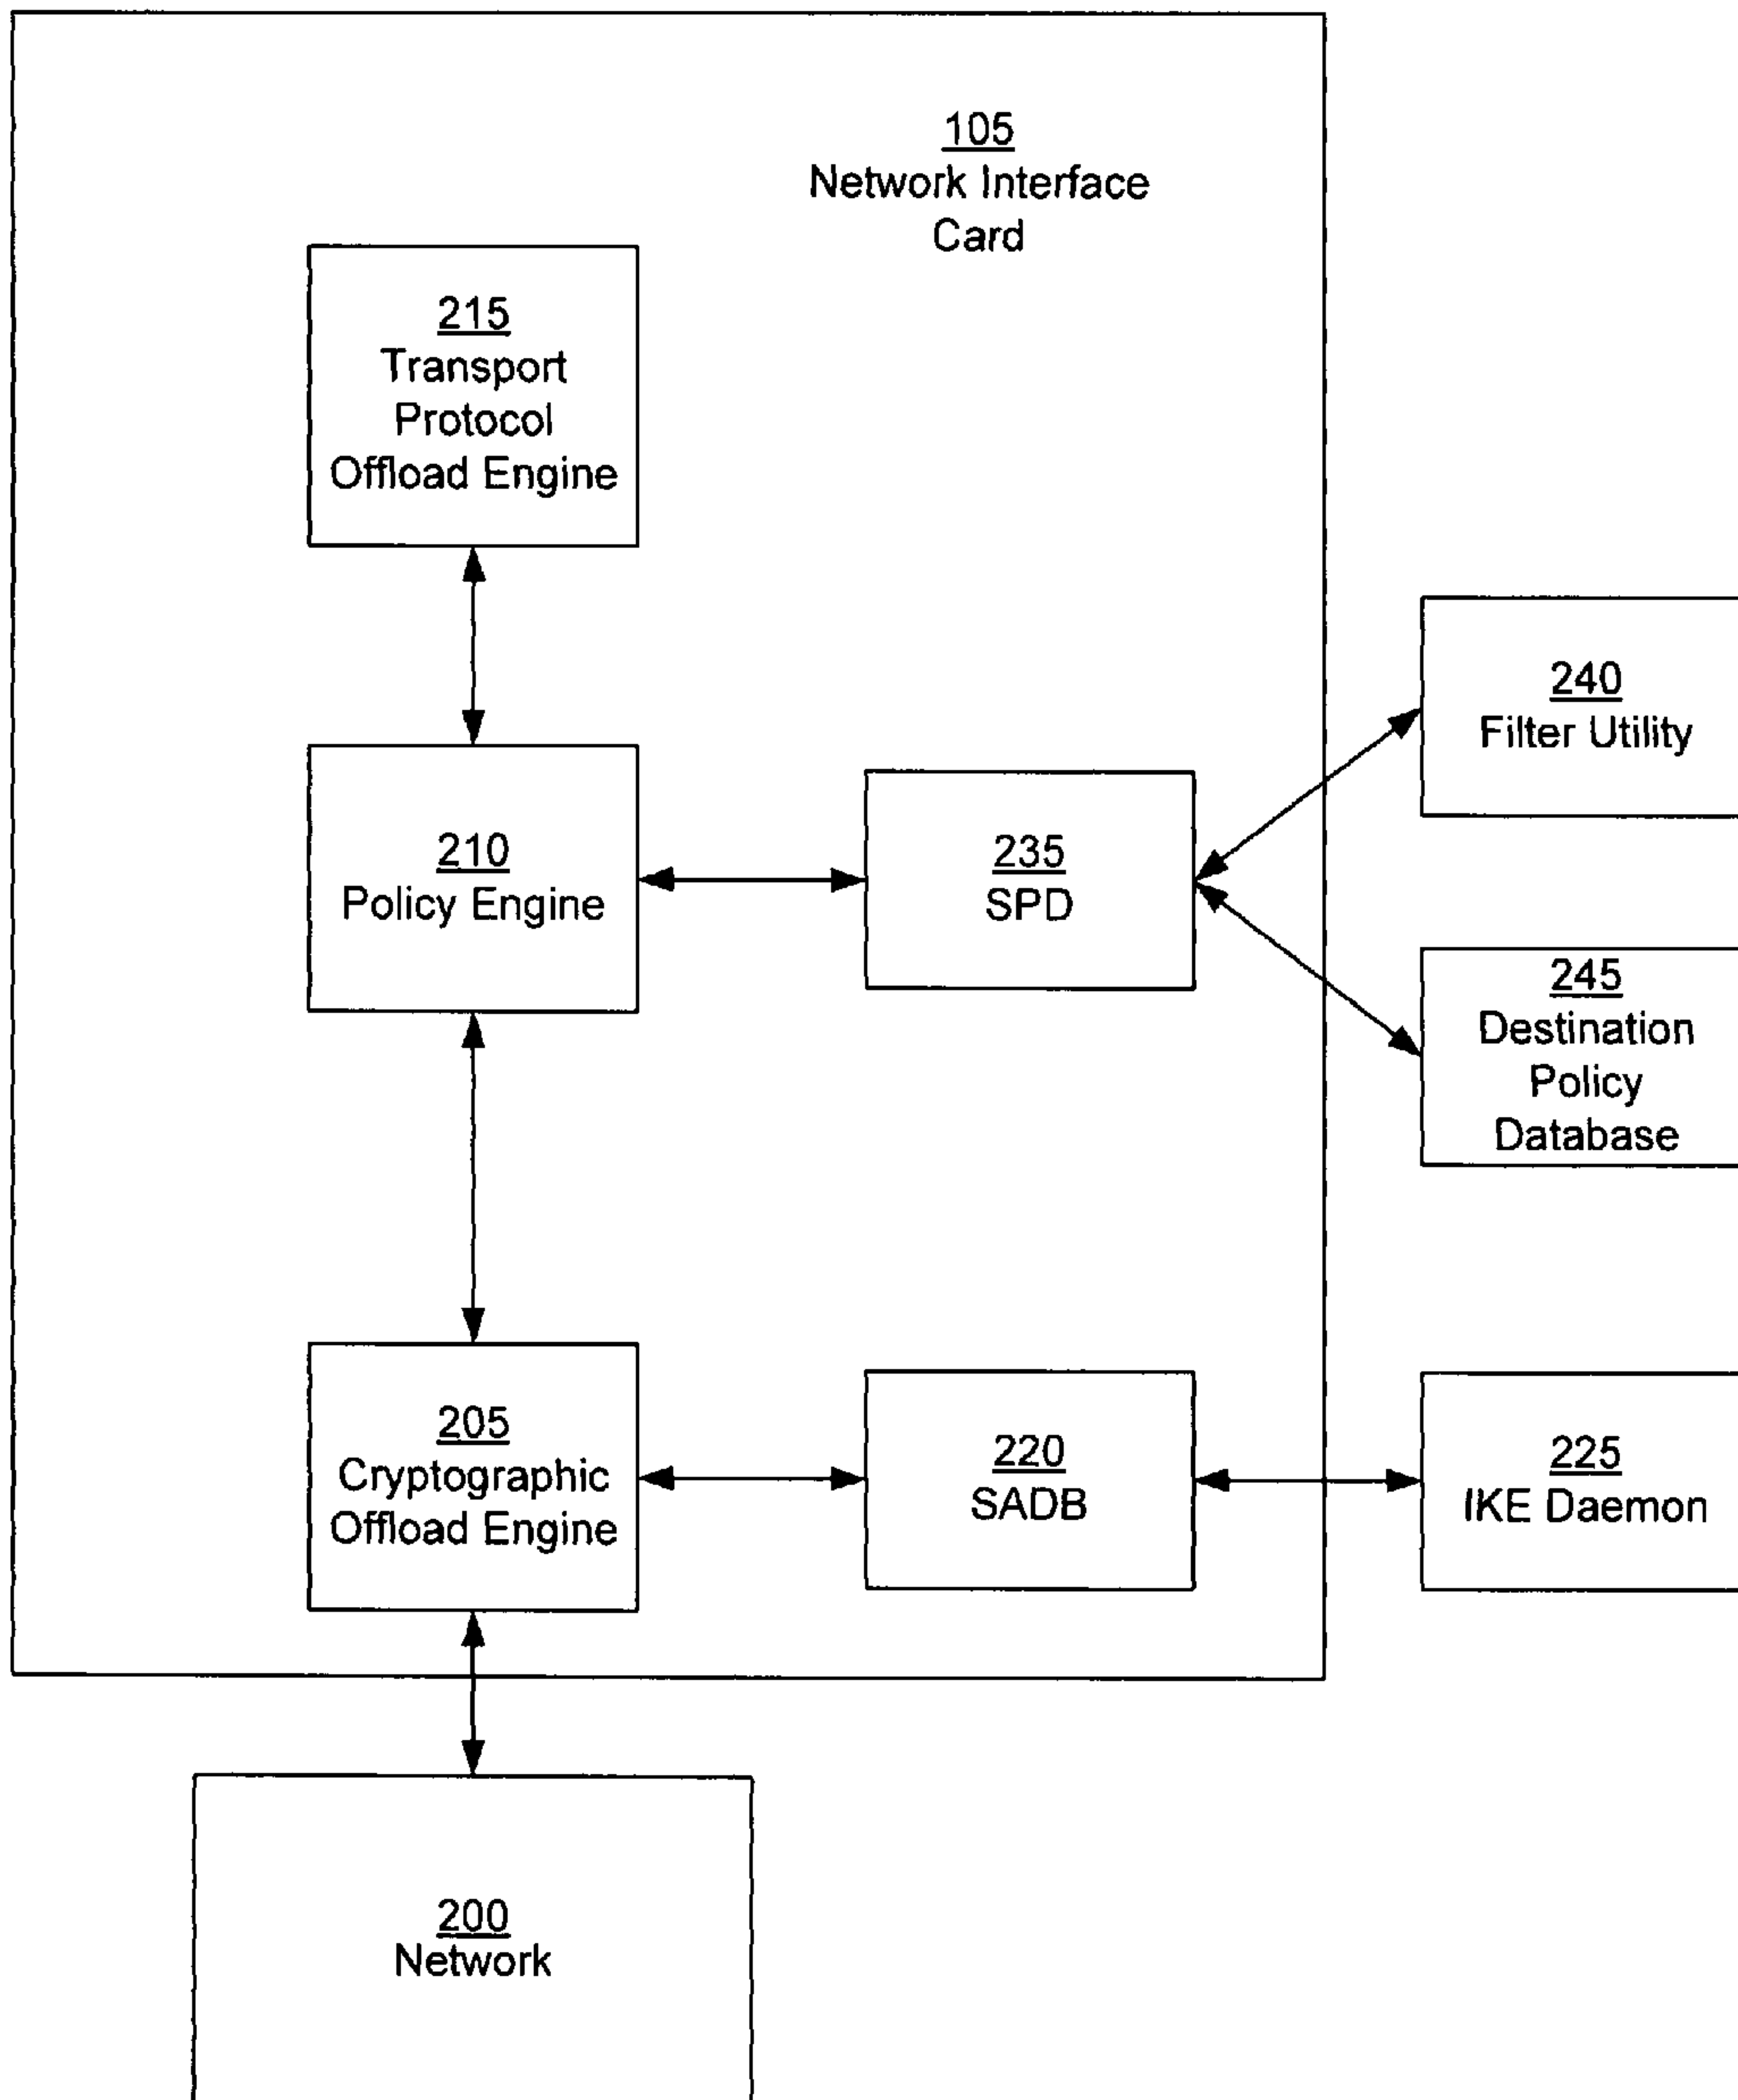 105
Network Interface
Card
215
Transport
Protocol
Offload Engine
240
Filter Utility
210
Policy Engine
235
SPD
245
Destination
Policy
Database
205
Cryptographic
Offload Engine
220
SADB
225
IKE Daemon
200
Network